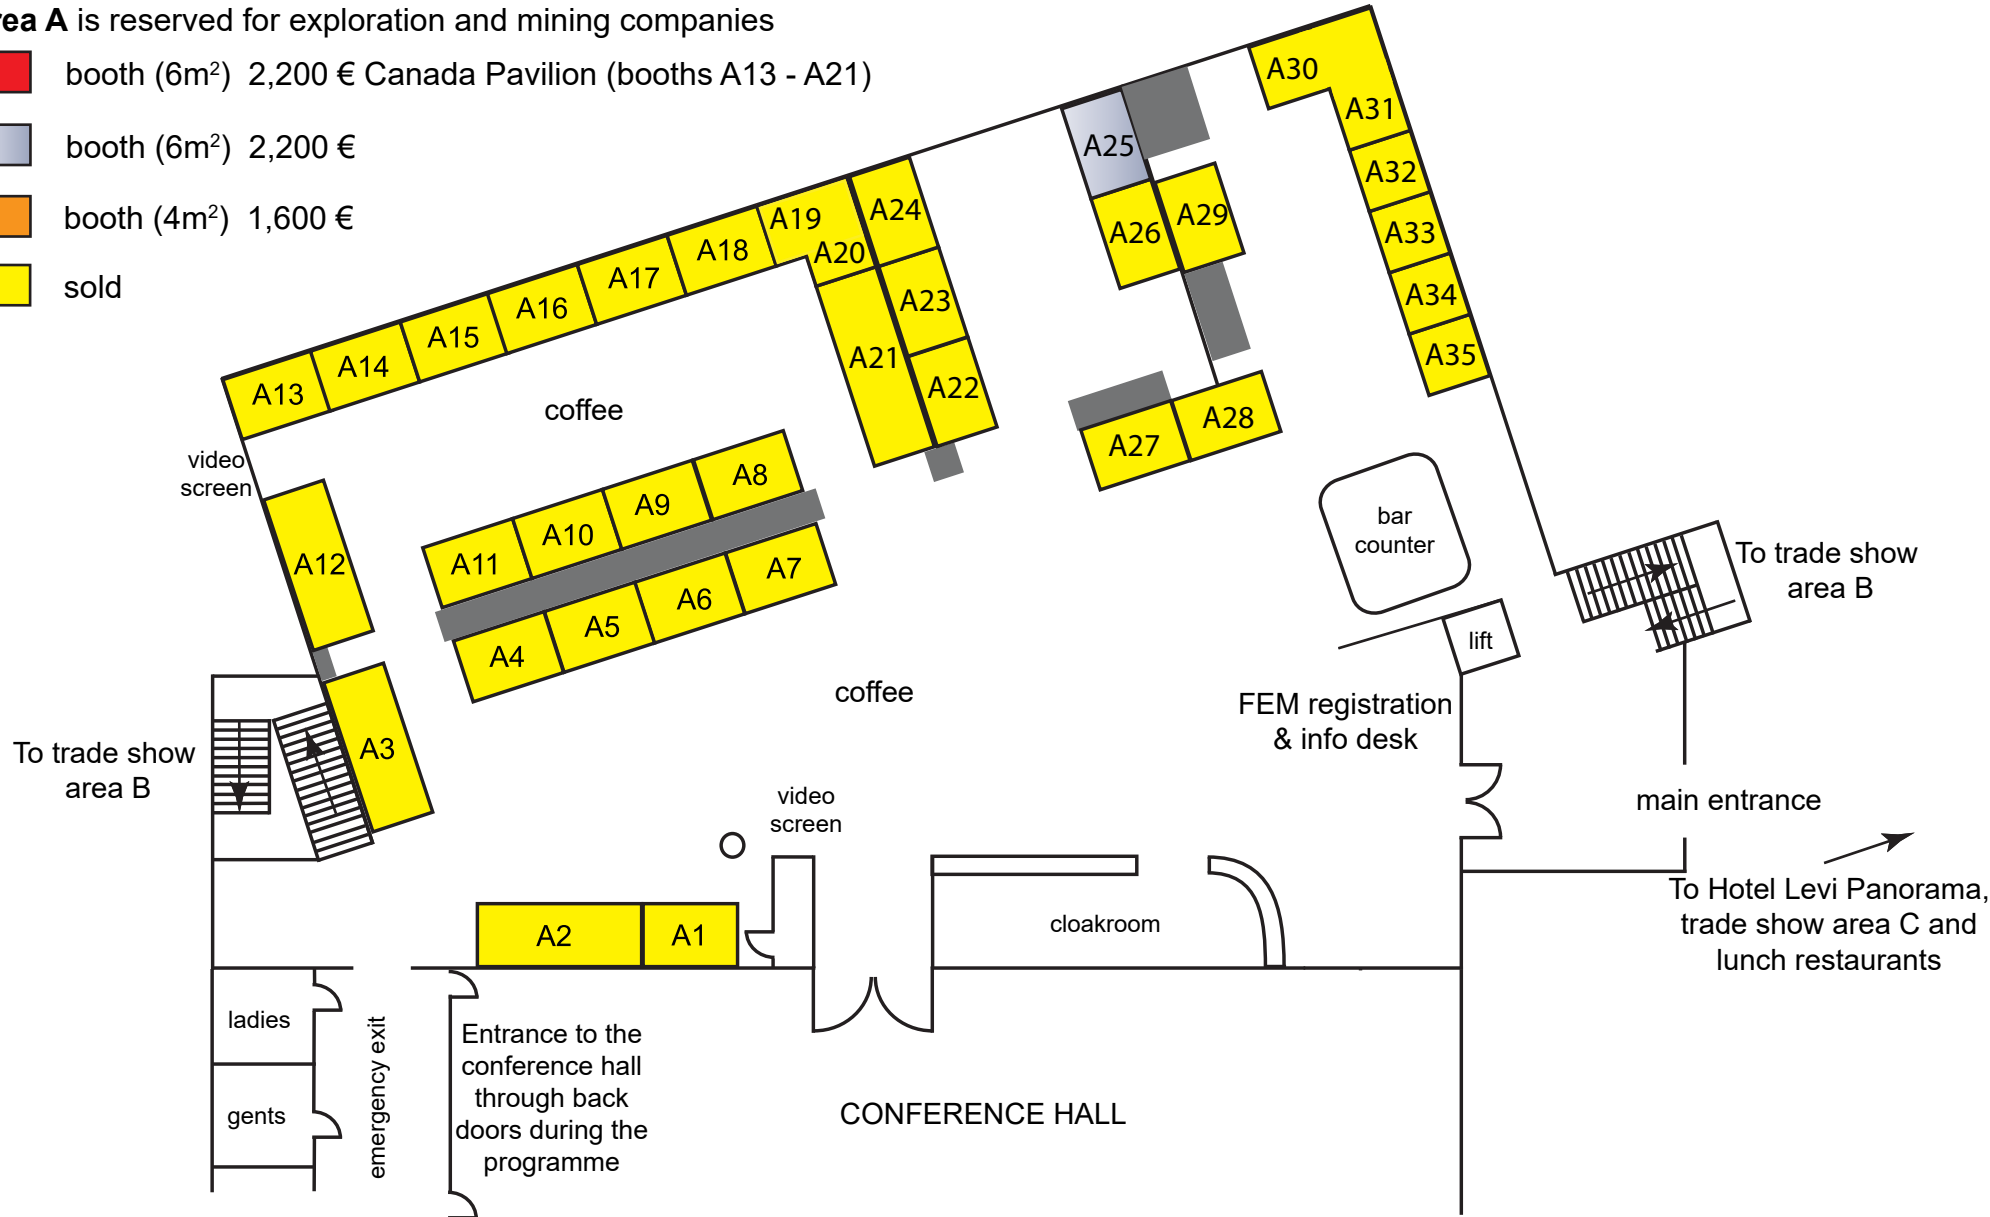 rea A is reserved for exploration and mining companies
booth (6m²) 2,200 € Canada Pavilion (booths A13 - A21)
booth (6m²) 2,200 €
booth (4m²) 1,600 €
sold
A30
A31
A25
A32
A19
A24
A29
A26
A33
A18
A20
A17
A23
A34
A16
A15
A21
A35
A14
A22
A13
coffee
A28
A27
video
screen
A8
A9
A10
A11
A12
bar
counter
A7
A6
A5
A4
To trade show
area B
lift
coffee
FEM registration
& info desk
To trade show
area B
A3
video
screen
main entrance
To Hotel Levi Panorama,
trade show area C and
lunch restaurants
A2
A1
cloakroom
ladies
gents
emergency exit
Entrance to the
conference hall
through back
doors during the
programme
CONFERENCE HALL